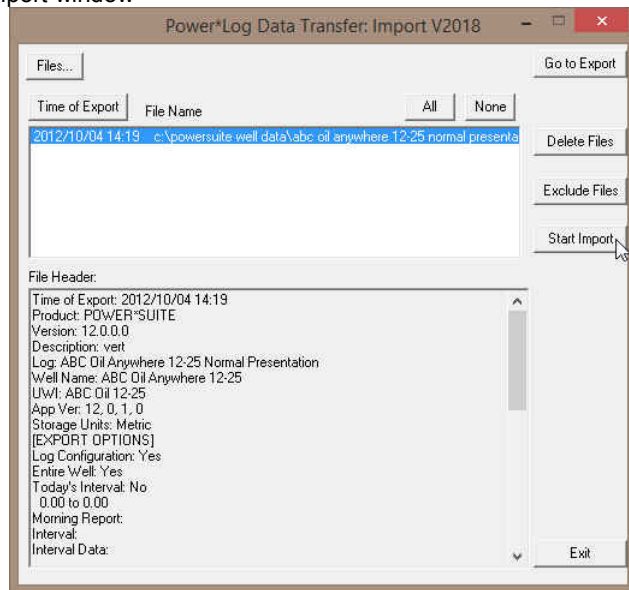 port window
Power*Log Data Transfer: Import V2018
Files...
Go to Export
Time of Export File Name All None
2012/10/04 14:19 c:\powersuite well data\abc oil anywhere 12-25 normal presenta
Delete Files
Exclude Files
Start Import
File Header:
Time of Export: 2012/10/04 14:19
Product: POWER*SUITE
Version: 12.0.0.0
Description: vert
Log: ABC Oil Anywhere 12-25 Normal Presentation
Well Name: ABC Oil Anywhere 12-25
UWI: ABC Oil 12-25
App Ver: 12, 0, 1, 0
Storage Units: Metric
[EXPORT OPTIONS]
Log Configuration: Yes
Entire Well: Yes
Today's Interval: No
0.00 to 0.00
Morning Report:
Interval:
Interval Data:
Exit